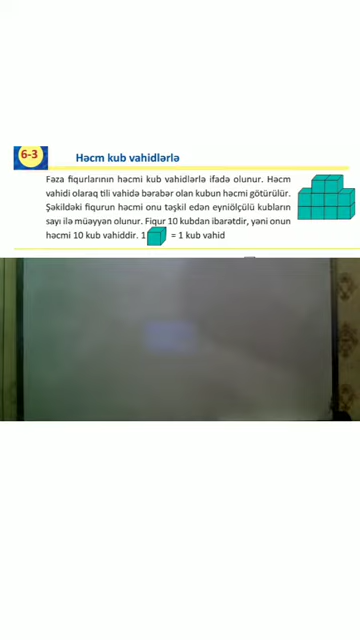 6-3
Həcm kub vahidlərlə
Fəza fiqurlarının həcmi kub vahidlərlə ifadə olunur. Həcm
vahidi olaraq tili vahidə bərabər olan kubun həcmi götürülür.
Şəkildəki fiqurun həcmi onu təşkil edən eyniölçülü kubların
sayı ilə müəyyən olunur. Fiqur 10 kubdan ibarətdir, yəni onun
həcmi 10 kub vahiddir. 1 = 1 kub vahid